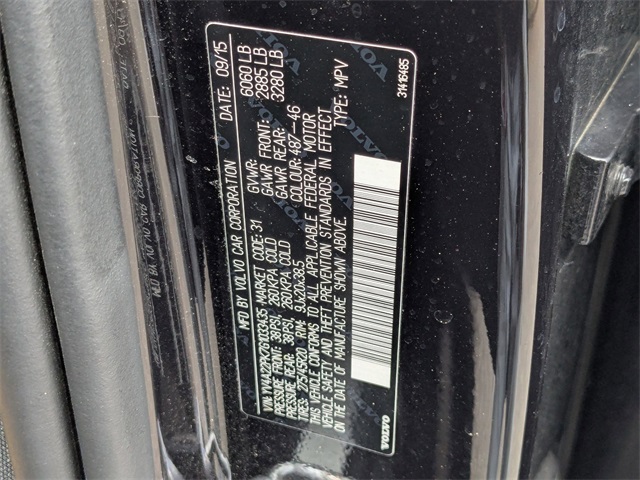 MFD BY VOLVO CAR CORPORATION DATE: 09/15
VIN: YV4A22PK7G1033435 MARKET CODE: 31 GVWR: 6060 LB
PRESSURE: FRONT: 38PSI, 260KPA COLD GAWR FRONT: 2885 LB
PRESSURE: REAR: 38PSI, 260KPA COLD GAWR REAR: 3280 LB
TIRES: 275/45R20 RIM: 9Jx20x38.5 COLOUR: 487--46
THIS VEHICLE CONFORMS TO ALL APPLICABLE FEDERAL MOTOR
VEHICLE SAFETY AND THEFT PREVENTION STANDARDS IN EFFECT
ON THE DATE OF MANUFACTURE SHOWN ABOVE. TYPE: MPV
VOLVO
31416485